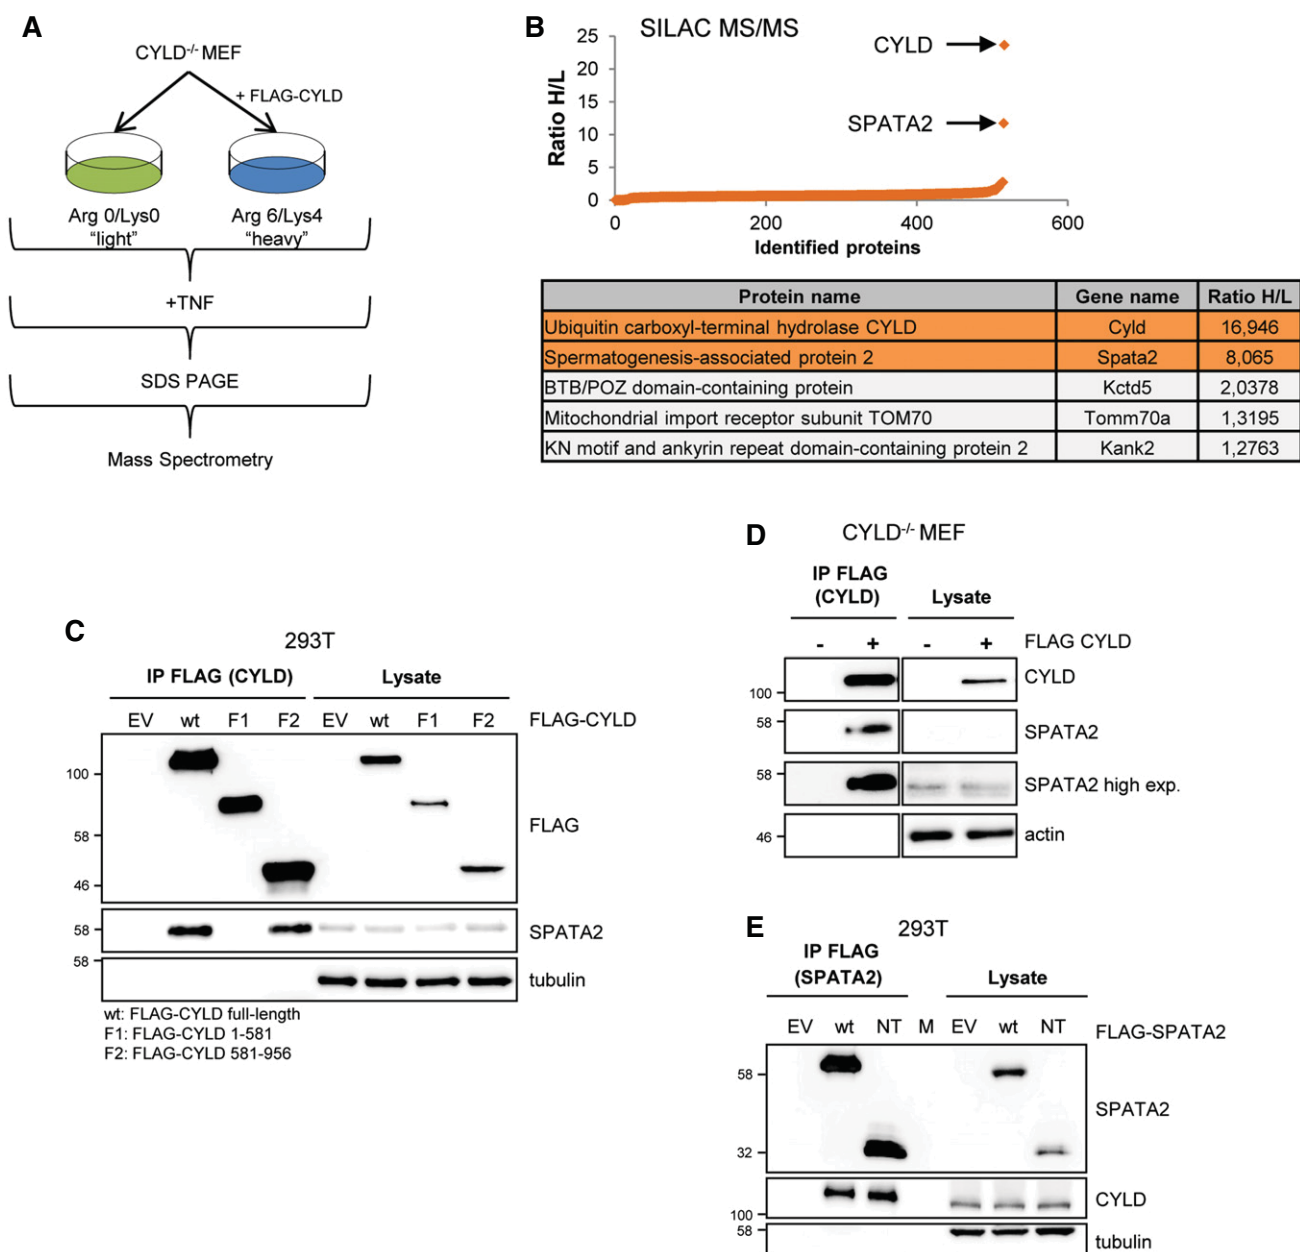 A
CYLD-/- MEF
+ FLAG-CYLD
Arg 0/Lys0
“light”
Arg 6/Lys4
“heavy”
+TNF
SDS PAGE
Mass Spectrometry
B
SILAC MS/MS
Ratio H/L
25
20
15
10
5
0
CYLD
SPATA2
0 200 400 600
Identified proteins
Protein name Gene name Ratio H/L
Ubiquitin carboxyl-terminal hydrolase CYLD Cyld 16,946
Spermatogenesis-associated protein 2 Spata2 8,065
BTB/POZ domain-containing protein Kctd5 2,0378
Mitochondrial import receptor subunit TOM70 Tomm70a 1,3195
KN motif and ankyrin repeat domain-containing protein 2 Kank2 1,2763
C
293T
IP FLAG (CYLD) Lysate
EV wt F1 F2 EV wt F1 F2 FLAG-CYLD
100
58
46
FLAG
58
SPATA2
58
tubulin
wt: FLAG-CYLD full-length
F1: FLAG-CYLD 1-581
F2: FLAG-CYLD 581-956
D
CYLD-/- MEF
IP FLAG
(CYLD) Lysate
- + - + FLAG CYLD
CYLD
100
58
SPATA2
58
SPATA2 high exp.
46
actin
E
293T
IP FLAG
(SPATA2) Lysate
EV wt NT M EV wt NT FLAG-SPATA2
58
SPATA2
32
CYLD
100
58
tubulin